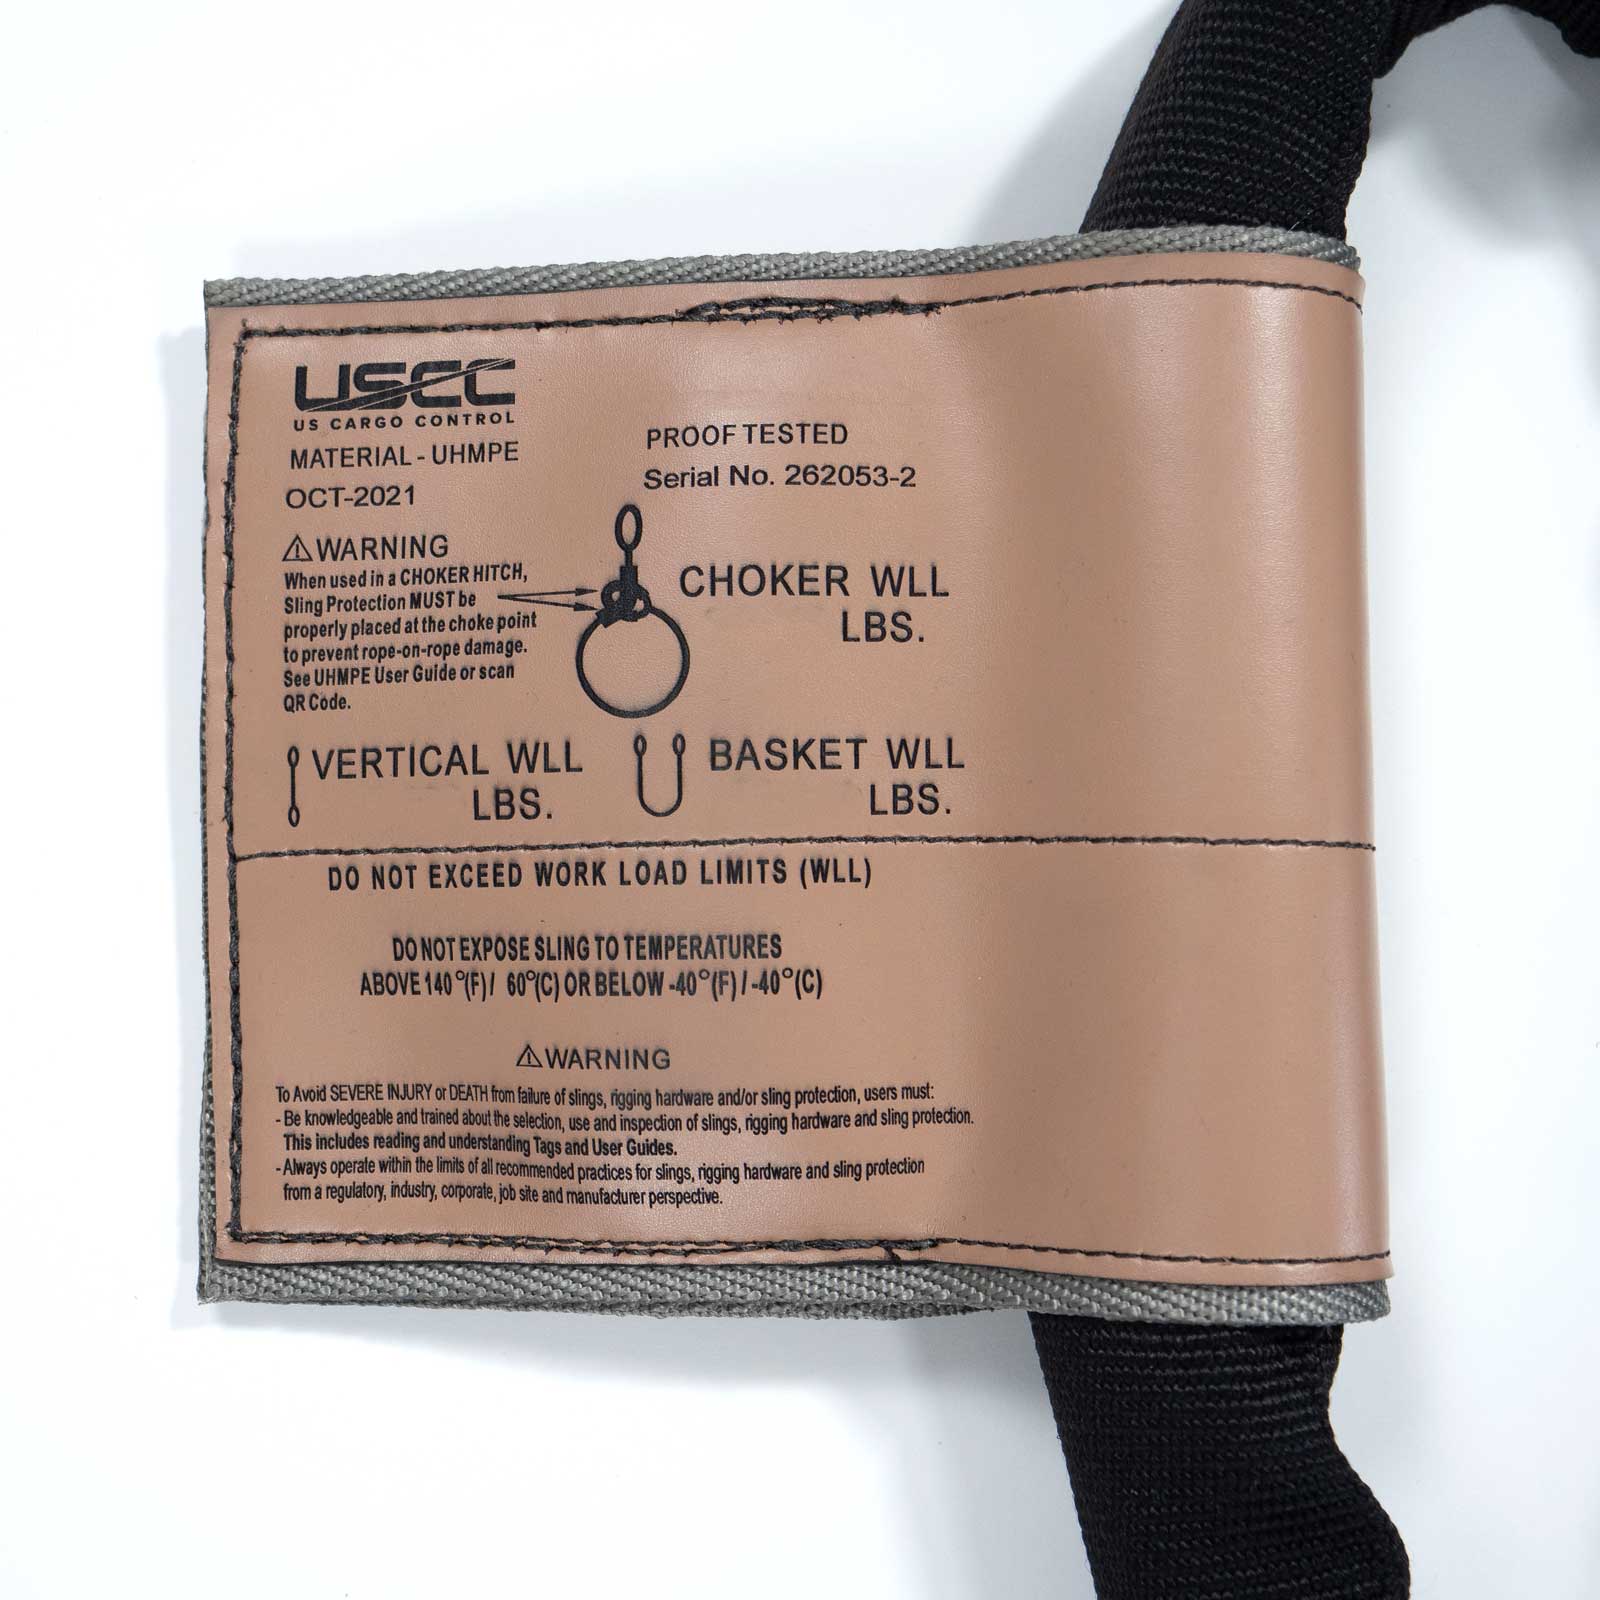 USCC
US CARGO CONTROL
MATERIAL - UHMPE
OCT-2021
PROOF TESTED
Serial No. 262053-2
⚠ WARNING
When used in a CHOKER HITCH,
Sling Protection MUST be
properly placed at the choke point
to prevent rope-on-rope damage.
See UHMPE User Guide or scan
QR Code.
CHOKER WLL
LBS.
VERTICAL WLL
LBS.
BASKET WLL
LBS.
DO NOT EXCEED WORK LOAD LIMITS (WLL)
DO NOT EXPOSE SLING TO TEMPERATURES
ABOVE 140°(F) / 60°(C) OR BELOW -40°(F) / -40°(C)
⚠ WARNING
To Avoid SEVERE INJURY or DEATH from failure of slings, rigging hardware and/or sling protection, users must:
- Be knowledgeable and trained about the selection, use and inspection of slings, rigging hardware and sling protection.
This includes reading and understanding Tags and User Guides.
- Always operate within the limits of all recommended practices for slings, rigging hardware and sling protection
from a regulatory, industry, corporate, job site and manufacturer perspective.